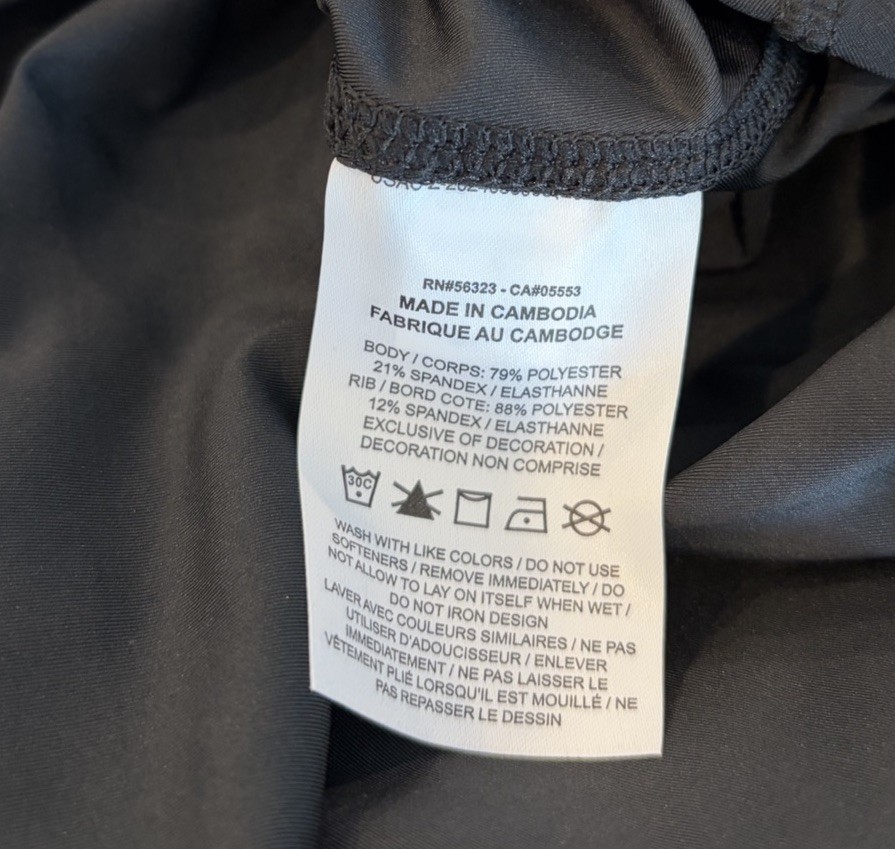 RN#56323 - CA#05553
MADE IN CAMBODIA
FABRIQUE AU CAMBODGE
BODY / CORPS: 79% POLYESTER
21% SPANDEX / ELASTHANNE
RIB / BORD COTE: 88% POLYESTER
12% SPANDEX / ELASTHANNE
EXCLUSIVE OF DECORATION /
DECORATION NON COMPRISE
30C
WASH WITH LIKE COLORS / DO NOT USE
SOFTENERS / REMOVE IMMEDIATELY / DO
NOT ALLOW TO LAY ON ITSELF WHEN WET /
DO NOT IRON DESIGN
LAVER AVEC COULEURS SIMILAIRES / NE PAS
UTILISER D'ADOUCISSEUR / ENLEVER
IMMEDIATEMENT / NE PAS LAISSER LE
VÊTEMENT PLIÉ LORSQU'IL EST MOUILLÉ / NE
PAS REPASSER LE DESSIN